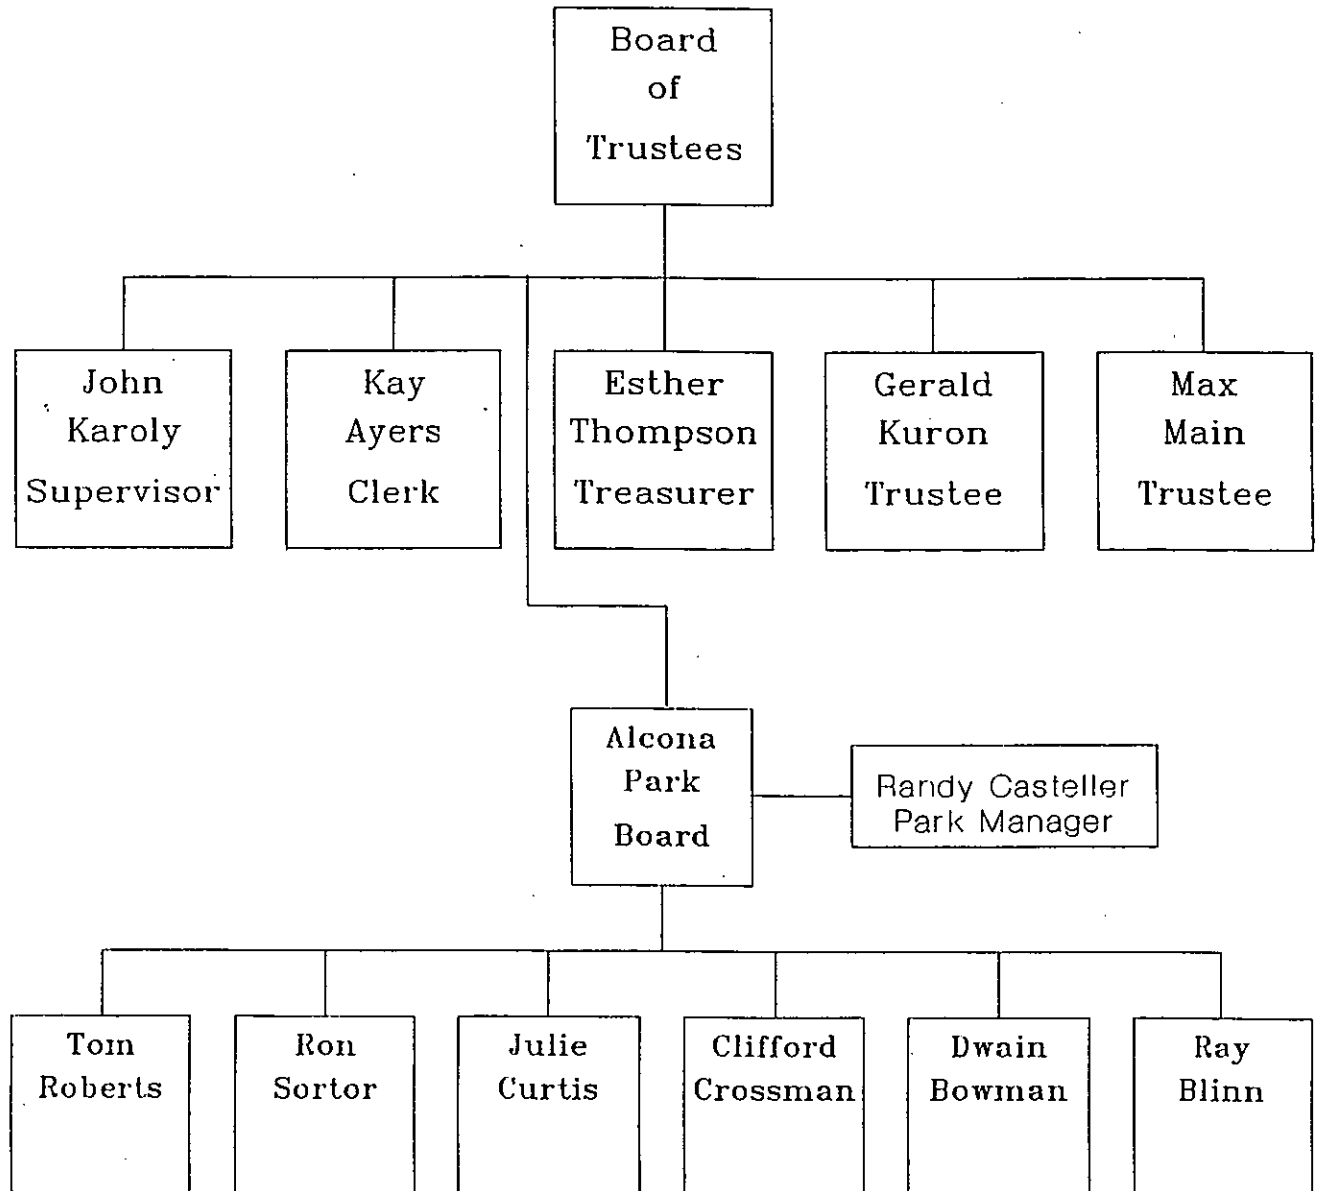 Board
of
Trustees
John
Karoly
Supervisor
Kay
Ayers
Clerk
Esther
Thompson
Treasurer
Gerald
Kuron
Trustee
Max
Main
Trustee
Alcona
Park
Board
Randy Casteller
Park Manager
Tom
Roberts
Ron
Sortor
Julie
Curtis
Clifford
Crossman
Dwain
Bowman
Ray
Blinn